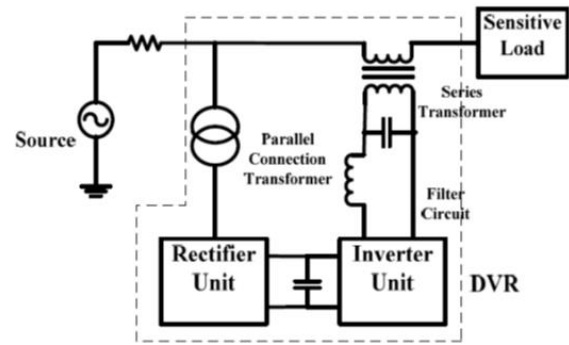 Sensitive
Load
Series
Transformer
Source
Parallel
Connection
Transformer
Filter
Circuit
Rectifier
Unit
Inverter
Unit
DVR